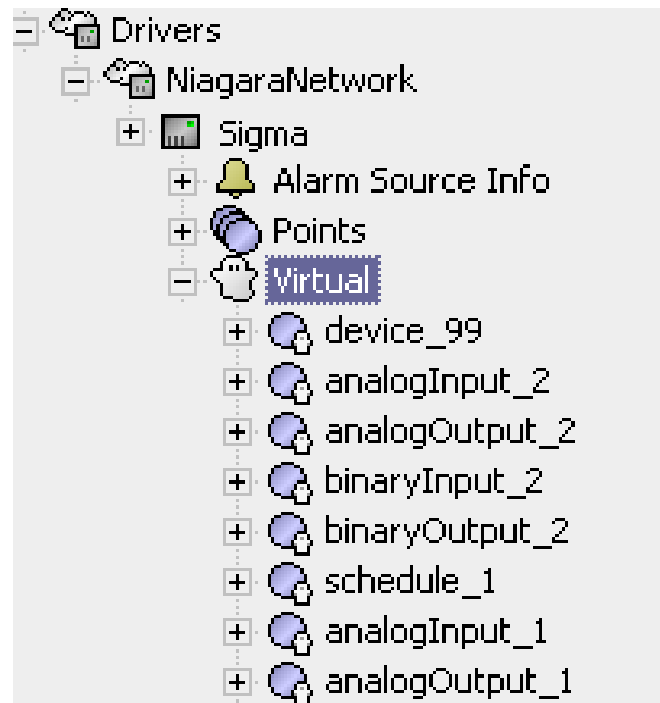 Drivers
NiagaraNetwork
Sigma
Alarm Source Info
Points
Virtual
device_99
analogInput_2
analogOutput_2
binaryInput_2
binaryOutput_2
schedule_1
analogInput_1
analogOutput_1